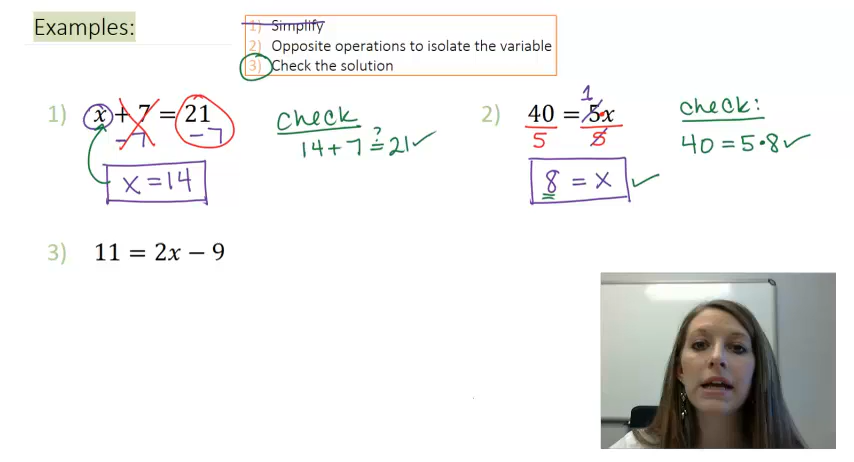 Examples:
1) Simplify
2) Opposite operations to isolate the variable
3) Check the solution
1) x + 7 = 21
- 7 - 7
x = 14
check
14 + 7 ≟ 21 ✓
2) 40 = 5·x
1
5 5
8 = x ✓
check:
40 = 5 · 8 ✓
3) 11 = 2x − 9